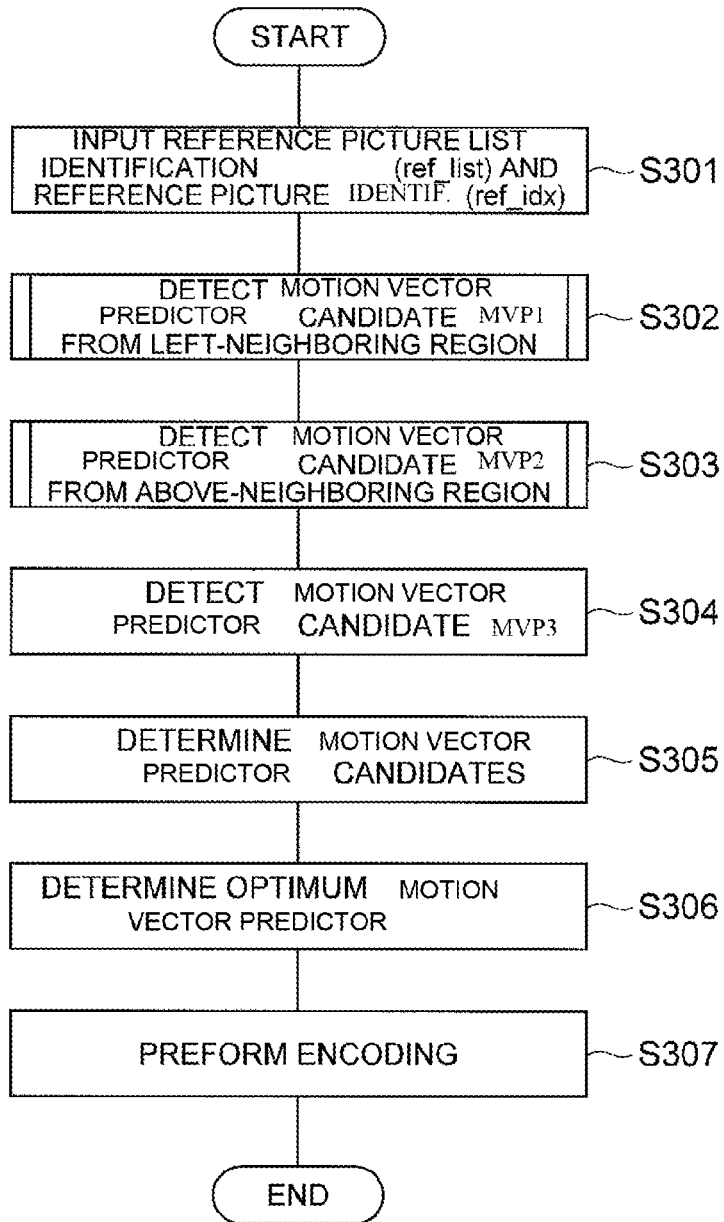 START
INPUT REFERENCE PICTURE LIST
IDENTIFICATION (ref_list) AND
REFERENCE PICTURE IDENTIF. (ref_idx)
S301
DETECT MOTION VECTOR
PREDICTOR CANDIDATE MVP1
FROM LEFT-NEIGHBORING REGION
S302
DETECT MOTION VECTOR
PREDICTOR CANDIDATE MVP2
FROM ABOVE-NEIGHBORING REGION
S303
DETECT MOTION VECTOR
PREDICTOR CANDIDATE MVP3
S304
DETERMINE MOTION VECTOR
PREDICTOR CANDIDATES
S305
DETERMINE OPTIMUM MOTION
VECTOR PREDICTOR
S306
PREFORM ENCODING
S307
END